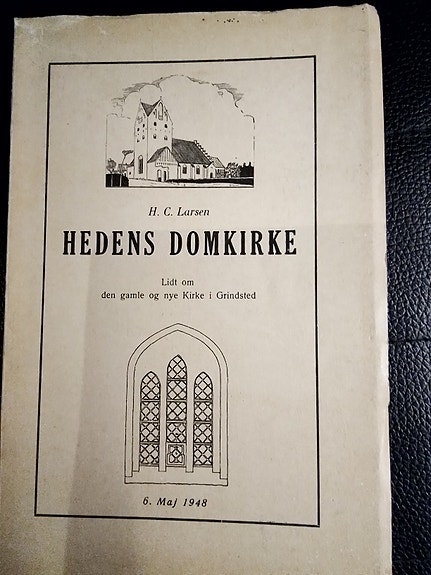 H. C. Larsen
HEDENS DOMKIRKE
Lidt om
den gamle og nye Kirke i Grindsted
6. Maj 1948